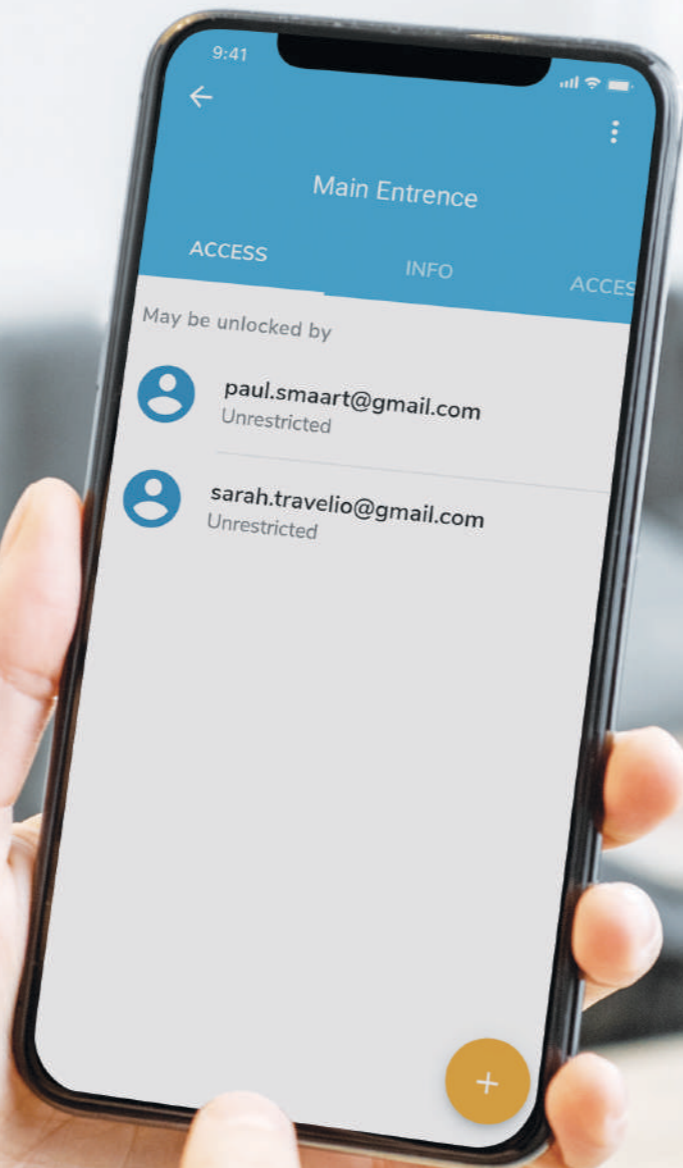 9:41
Main Entrence
ACCESS INFO ACCES
May be unlocked by
paul.smaart@gmail.com
Unrestricted
sarah.travelio@gmail.com
Unrestricted
+